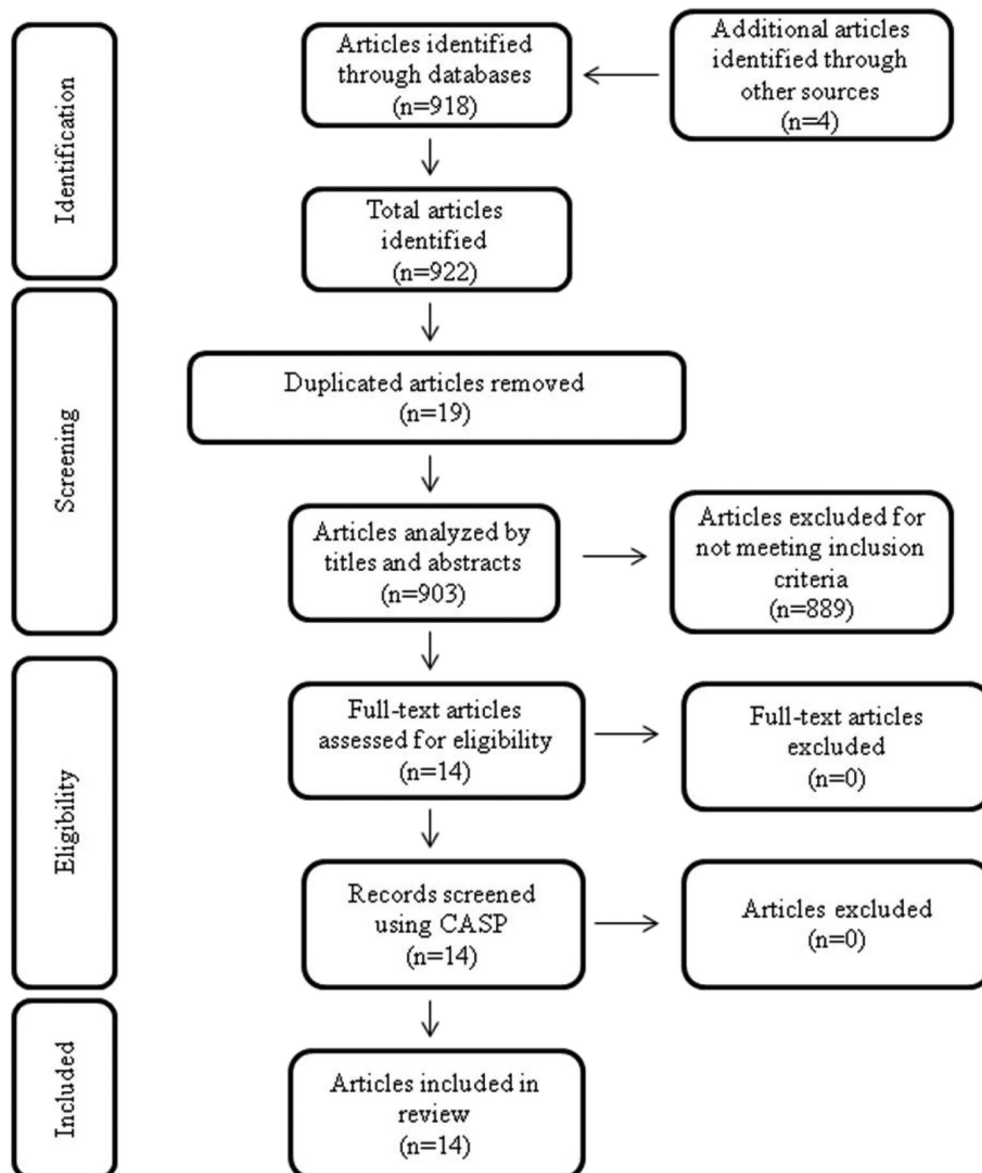 Identification
Articles identified
through databases
(n=918)
Additional articles
identified through
other sources
(n=4)
Total articles
identified
(n=922)
Screening
Duplicated articles removed
(n=19)
Articles analyzed by
titles and abstracts
(n=903)
Articles excluded for
not meeting inclusion
criteria
(n=889)
Eligibility
Full-text articles
assessed for eligibility
(n=14)
Full-text articles
excluded
(n=0)
Records screened
using CASP
(n=14)
Articles excluded
(n=0)
Included
Articles included in
review
(n=14)